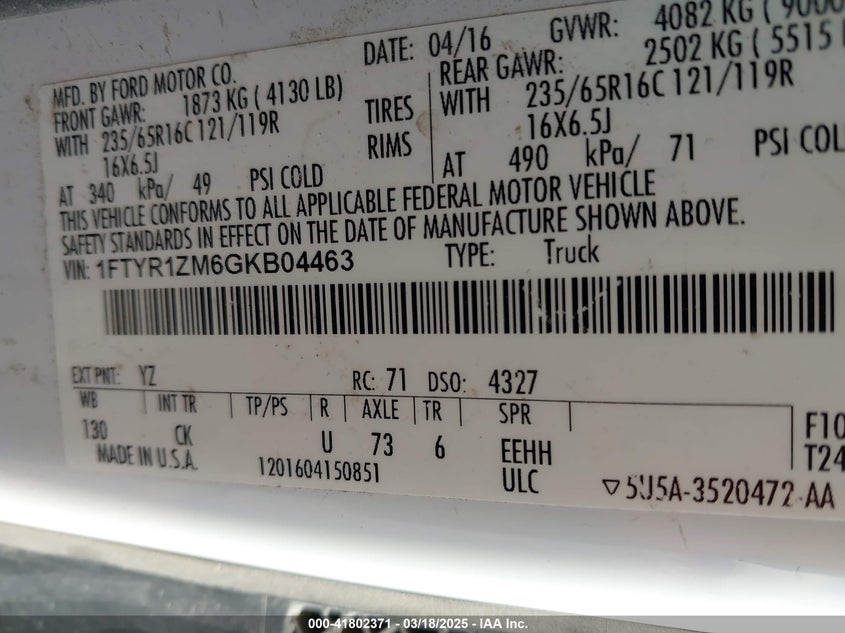 MFD. BY FORD MOTOR CO. DATE: 04/16 GVWR: 4082 KG ( 9000
FRONT GAWR: 1873 KG ( 4130 LB) REAR GAWR: 2502 KG ( 5515
WITH 235/65R16C 121/119R TIRES WITH 235/65R16C 121/119R
16X6.5J RIMS 16X6.5J
AT 340 kPa/ 49 PSI COLD AT 490 kPa/ 71 PSI COL
THIS VEHICLE CONFORMS TO ALL APPLICABLE FEDERAL MOTOR VEHICLE
SAFETY STANDARDS IN EFFECT ON THE DATE OF MANUFACTURE SHOWN ABOVE.
VIN: 1FTYR1ZM6GKB04463 TYPE: Truck
EXT PNT: YZ RC: 71 DSO: 4327
WB INT TR TP/PS R AXLE TR SPR
130 CK U 73 6 EEHH
ULC
F10
T24
MADE IN U.S.A. 1201604150851
▽5U5A-3520472-AA
000-41802371 - 03/18/2025 - IAA Inc.